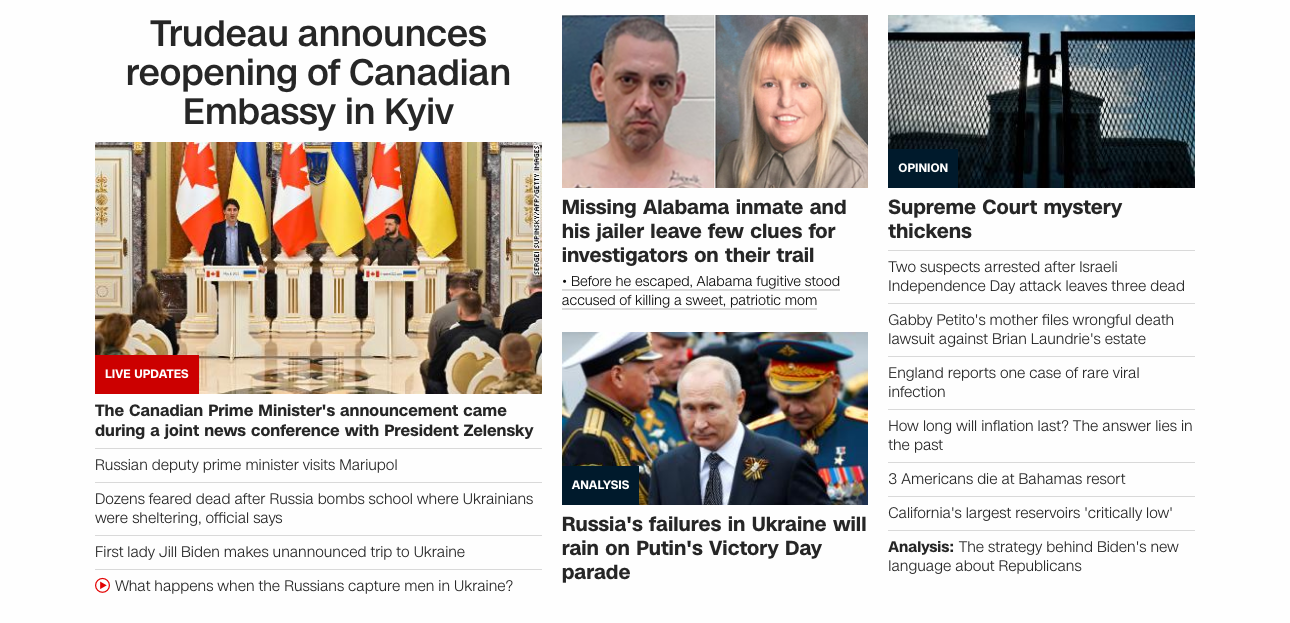 Trudeau announces
reopening of Canadian
Embassy in Kyiv
SERGEI SUPINSKY/AFP/GETTY IMAGES
LIVE UPDATES
The Canadian Prime Minister's announcement came
during a joint news conference with President Zelensky
Russian deputy prime minister visits Mariupol
Dozens feared dead after Russia bombs school where Ukrainians
were sheltering, official says
First lady Jill Biden makes unannounced trip to Ukraine
What happens when the Russians capture men in Ukraine?
Missing Alabama inmate and
his jailer leave few clues for
investigators on their trail
• Before he escaped, Alabama fugitive stood
accused of killing a sweet, patriotic mom
ANALYSIS
Russia's failures in Ukraine will
rain on Putin's Victory Day
parade
OPINION
Supreme Court mystery
thickens
Two suspects arrested after Israeli
Independence Day attack leaves three dead
Gabby Petito's mother files wrongful death
lawsuit against Brian Laundrie's estate
England reports one case of rare viral
infection
How long will inflation last? The answer lies in
the past
3 Americans die at Bahamas resort
California's largest reservoirs 'critically low'
Analysis: The strategy behind Biden's new
language about Republicans